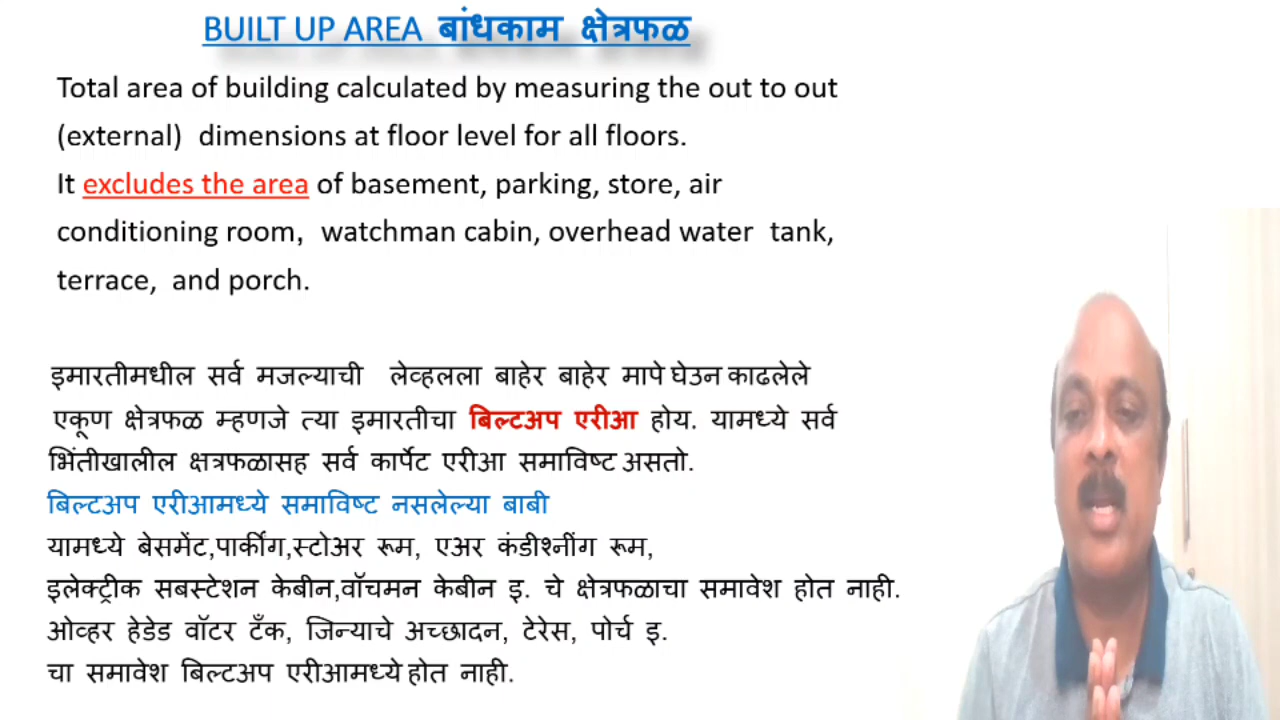 BUILT UP AREA बांधकाम क्षेत्रफळ
Total area of building calculated by measuring the out to out
(external) dimensions at floor level for all floors.
It excludes the area of basement, parking, store, air
conditioning room, watchman cabin, overhead water tank,
terrace, and porch.
इमारतीमधील सर्व मजल्याची लेव्हलला बाहेर बाहेर मापे घेउन काढलेले
एकूण क्षेत्रफळ म्हणजे त्या इमारतीचा बिल्टअप एरीआ होय. यामध्ये सर्व
भिंतीखालील क्षत्रफळासह सर्व कार्पेट एरीआ समाविष्ट असतो.
बिल्टअप एरीआमध्ये समाविष्ट नसलेल्या बाबी
यामध्ये बेसमेंट,पार्कींग,स्टोअर रूम, एअर कंडीश्नींग रूम,
इलेक्ट्रीक सबस्टेशन केबीन,वॉचमन केबीन इ. चे क्षेत्रफळाचा समावेश होत नाही.
ओव्हर हेडेड वॉटर टँक, जिन्याचे अच्छादन, टेरेस, पोर्च इ.
चा समावेश बिल्टअप एरीआमध्ये होत नाही.